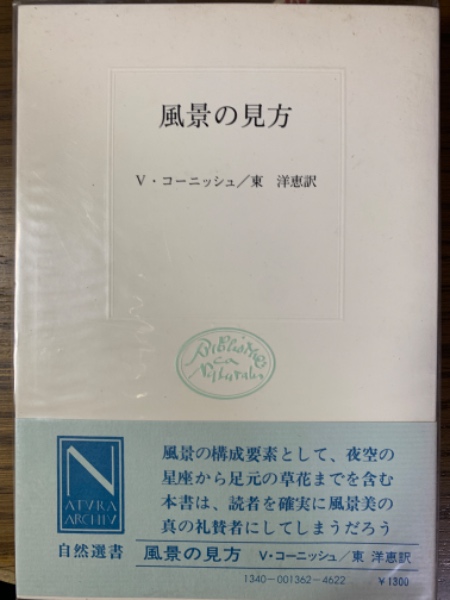 風景の見方
V・コーニッシュ/東 洋恵訳
風景の構成要素として、夜空の
星座から足元の草花までを含む
本書は、読者を確実に風景美の
真の礼賛者にしてしまうだろう
N
ATVRA
ARCHIV
自然選書
風景の見方 V・コーニッシュ/東 洋恵訳
1340-001362-4622 ¥1300